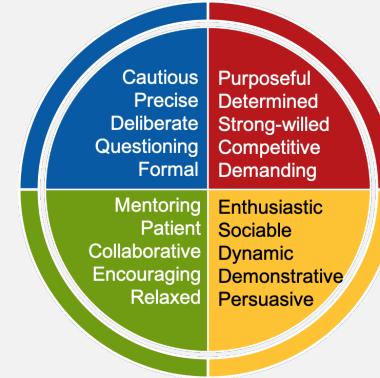 Cautious
Precise
Deliberate
Questioning
Formal
Purposeful
Determined
Strong-willed
Competitive
Demanding
Mentoring
Patient
Collaborative
Encouraging
Relaxed
Enthusiastic
Sociable
Dynamic
Demonstrative
Persuasive